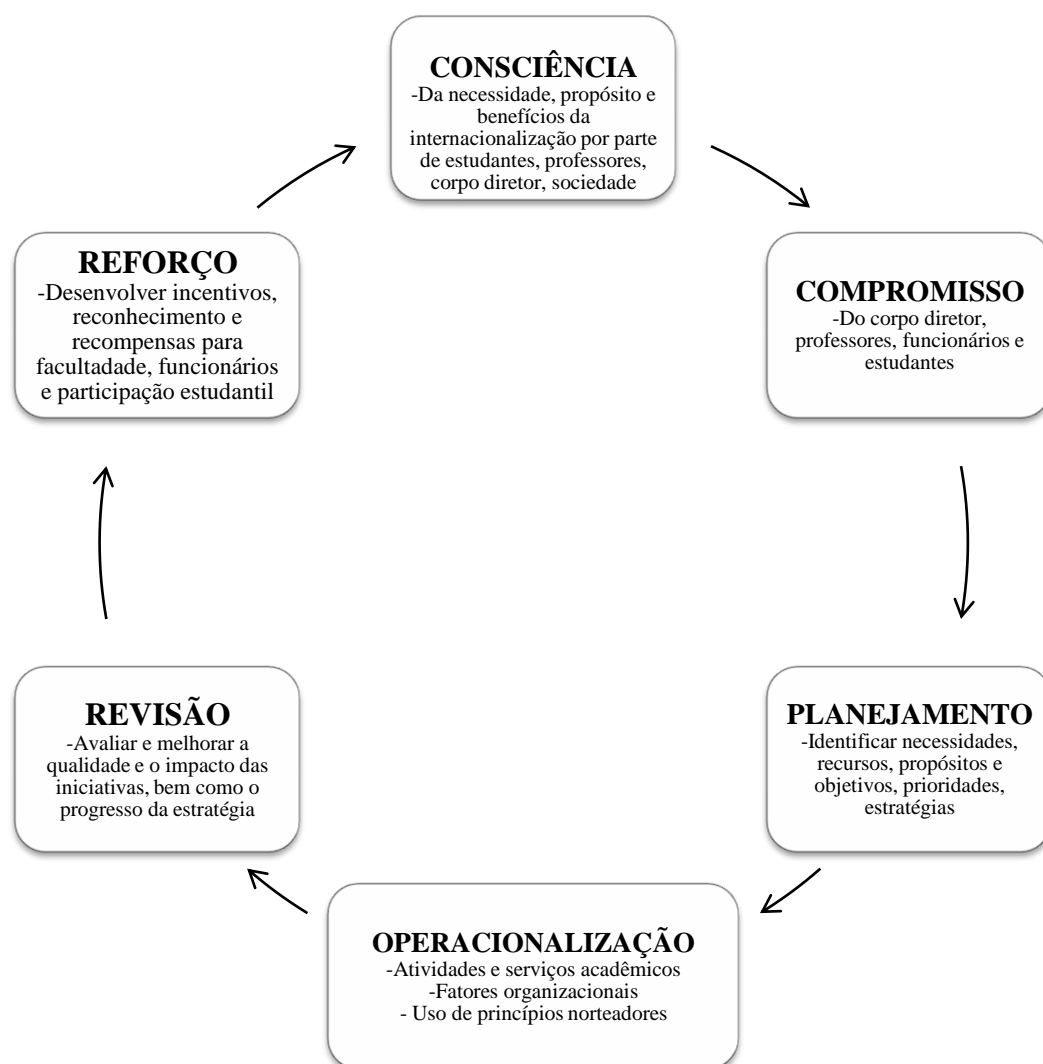 CONSCIÊNCIA
-Da necessidade, propósito e
benefícios da
internacionalização por parte
de estudantes, professores,
corpo diretor, sociedade
COMPROMISSO
-Do corpo diretor,
professores, funcionários e
estudantes
PLANEJAMENTO
-Identificar necessidades,
recursos, propósitos e
objetivos, prioridades,
estratégias
OPERACIONALIZAÇÃO
-Atividades e serviços acadêmicos
-Fatores organizacionais
- Uso de princípios norteadores
REVISÃO
-Avaliar e melhorar a
qualidade e o impacto das
iniciativas, bem como o
progresso da estratégia
REFORÇO
-Desenvolver incentivos,
reconhecimento e
recompensas para
facultadade, funcionários
e participação estudantil